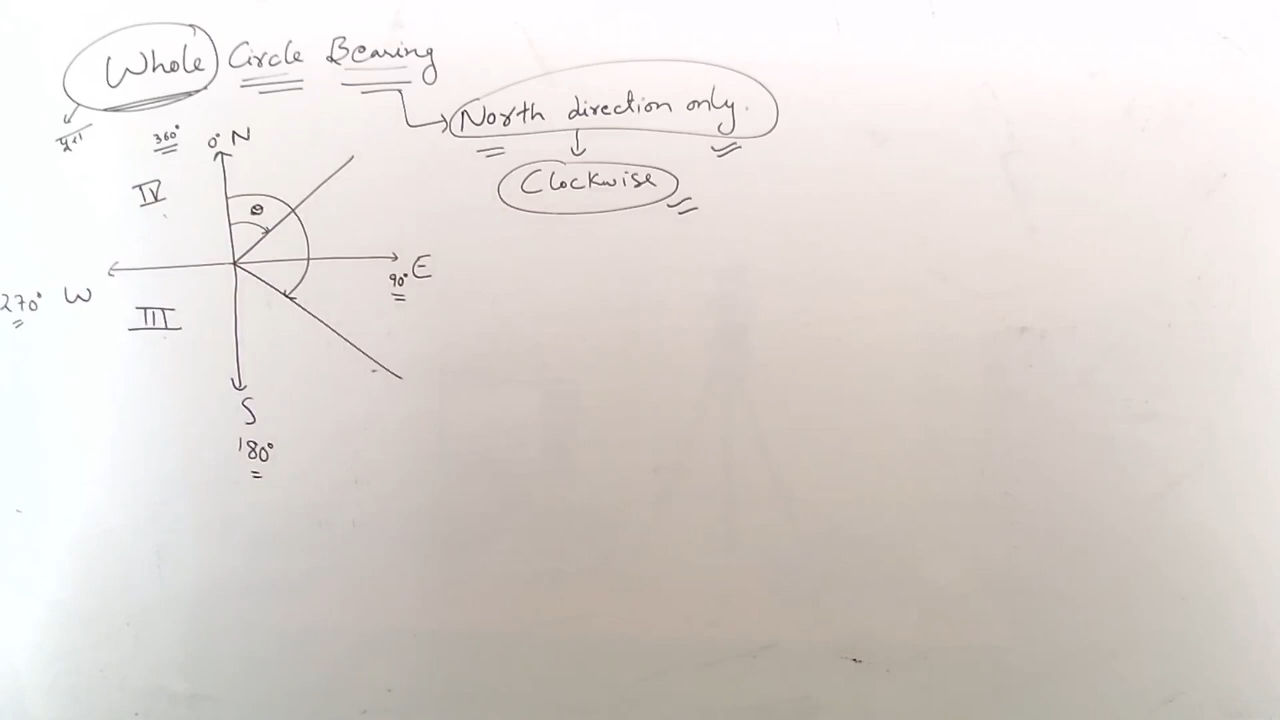 Whole Circle Bearing
North direction only.
पूरा
360°
0° N
Clockwise
IV
θ
90° E
270° W
III
S
180°